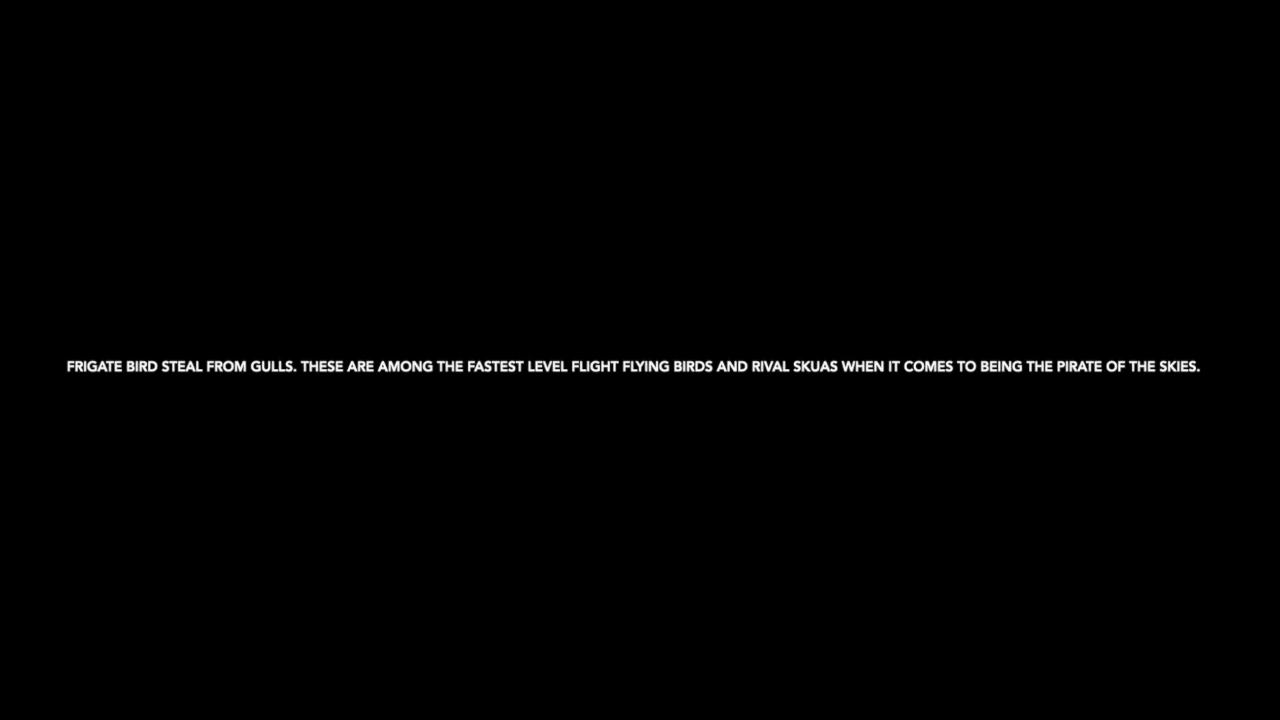 FRIGATE BIRD STEAL FROM GULLS. THESE ARE AMONG THE FASTEST LEVEL FLIGHT FLYING BIRDS AND RIVAL SKUAS WHEN IT COMES TO BEING THE PIRATE OF THE SKIES.